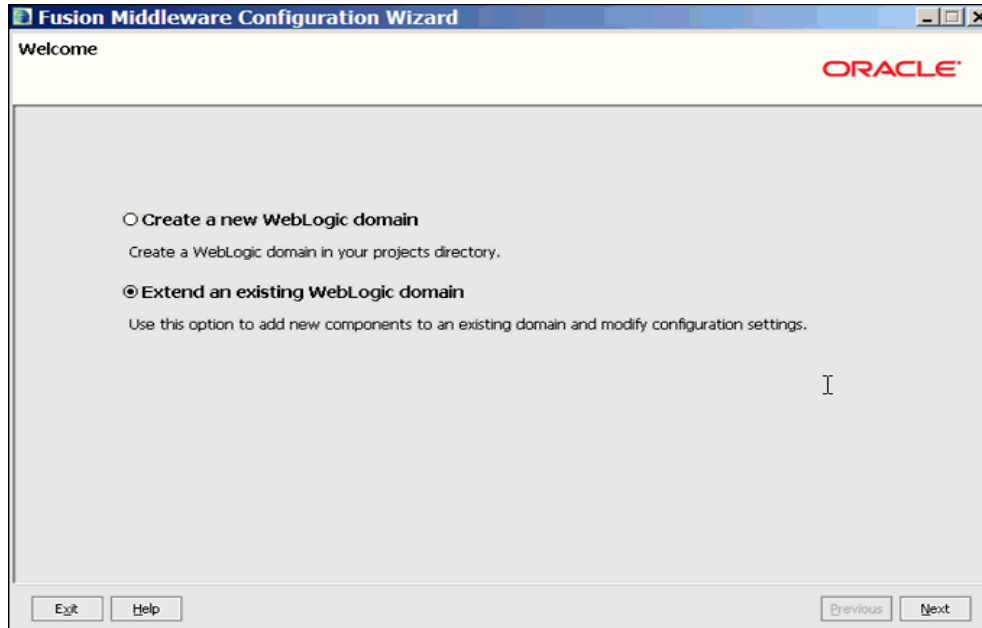 Fusion Middleware Configuration Wizard
Welcome
ORACLE
Create a new WebLogic domain
Create a WebLogic domain in your projects directory.
Extend an existing WebLogic domain
Use this option to add new components to an existing domain and modify configuration settings.
Exit Help Previous Next